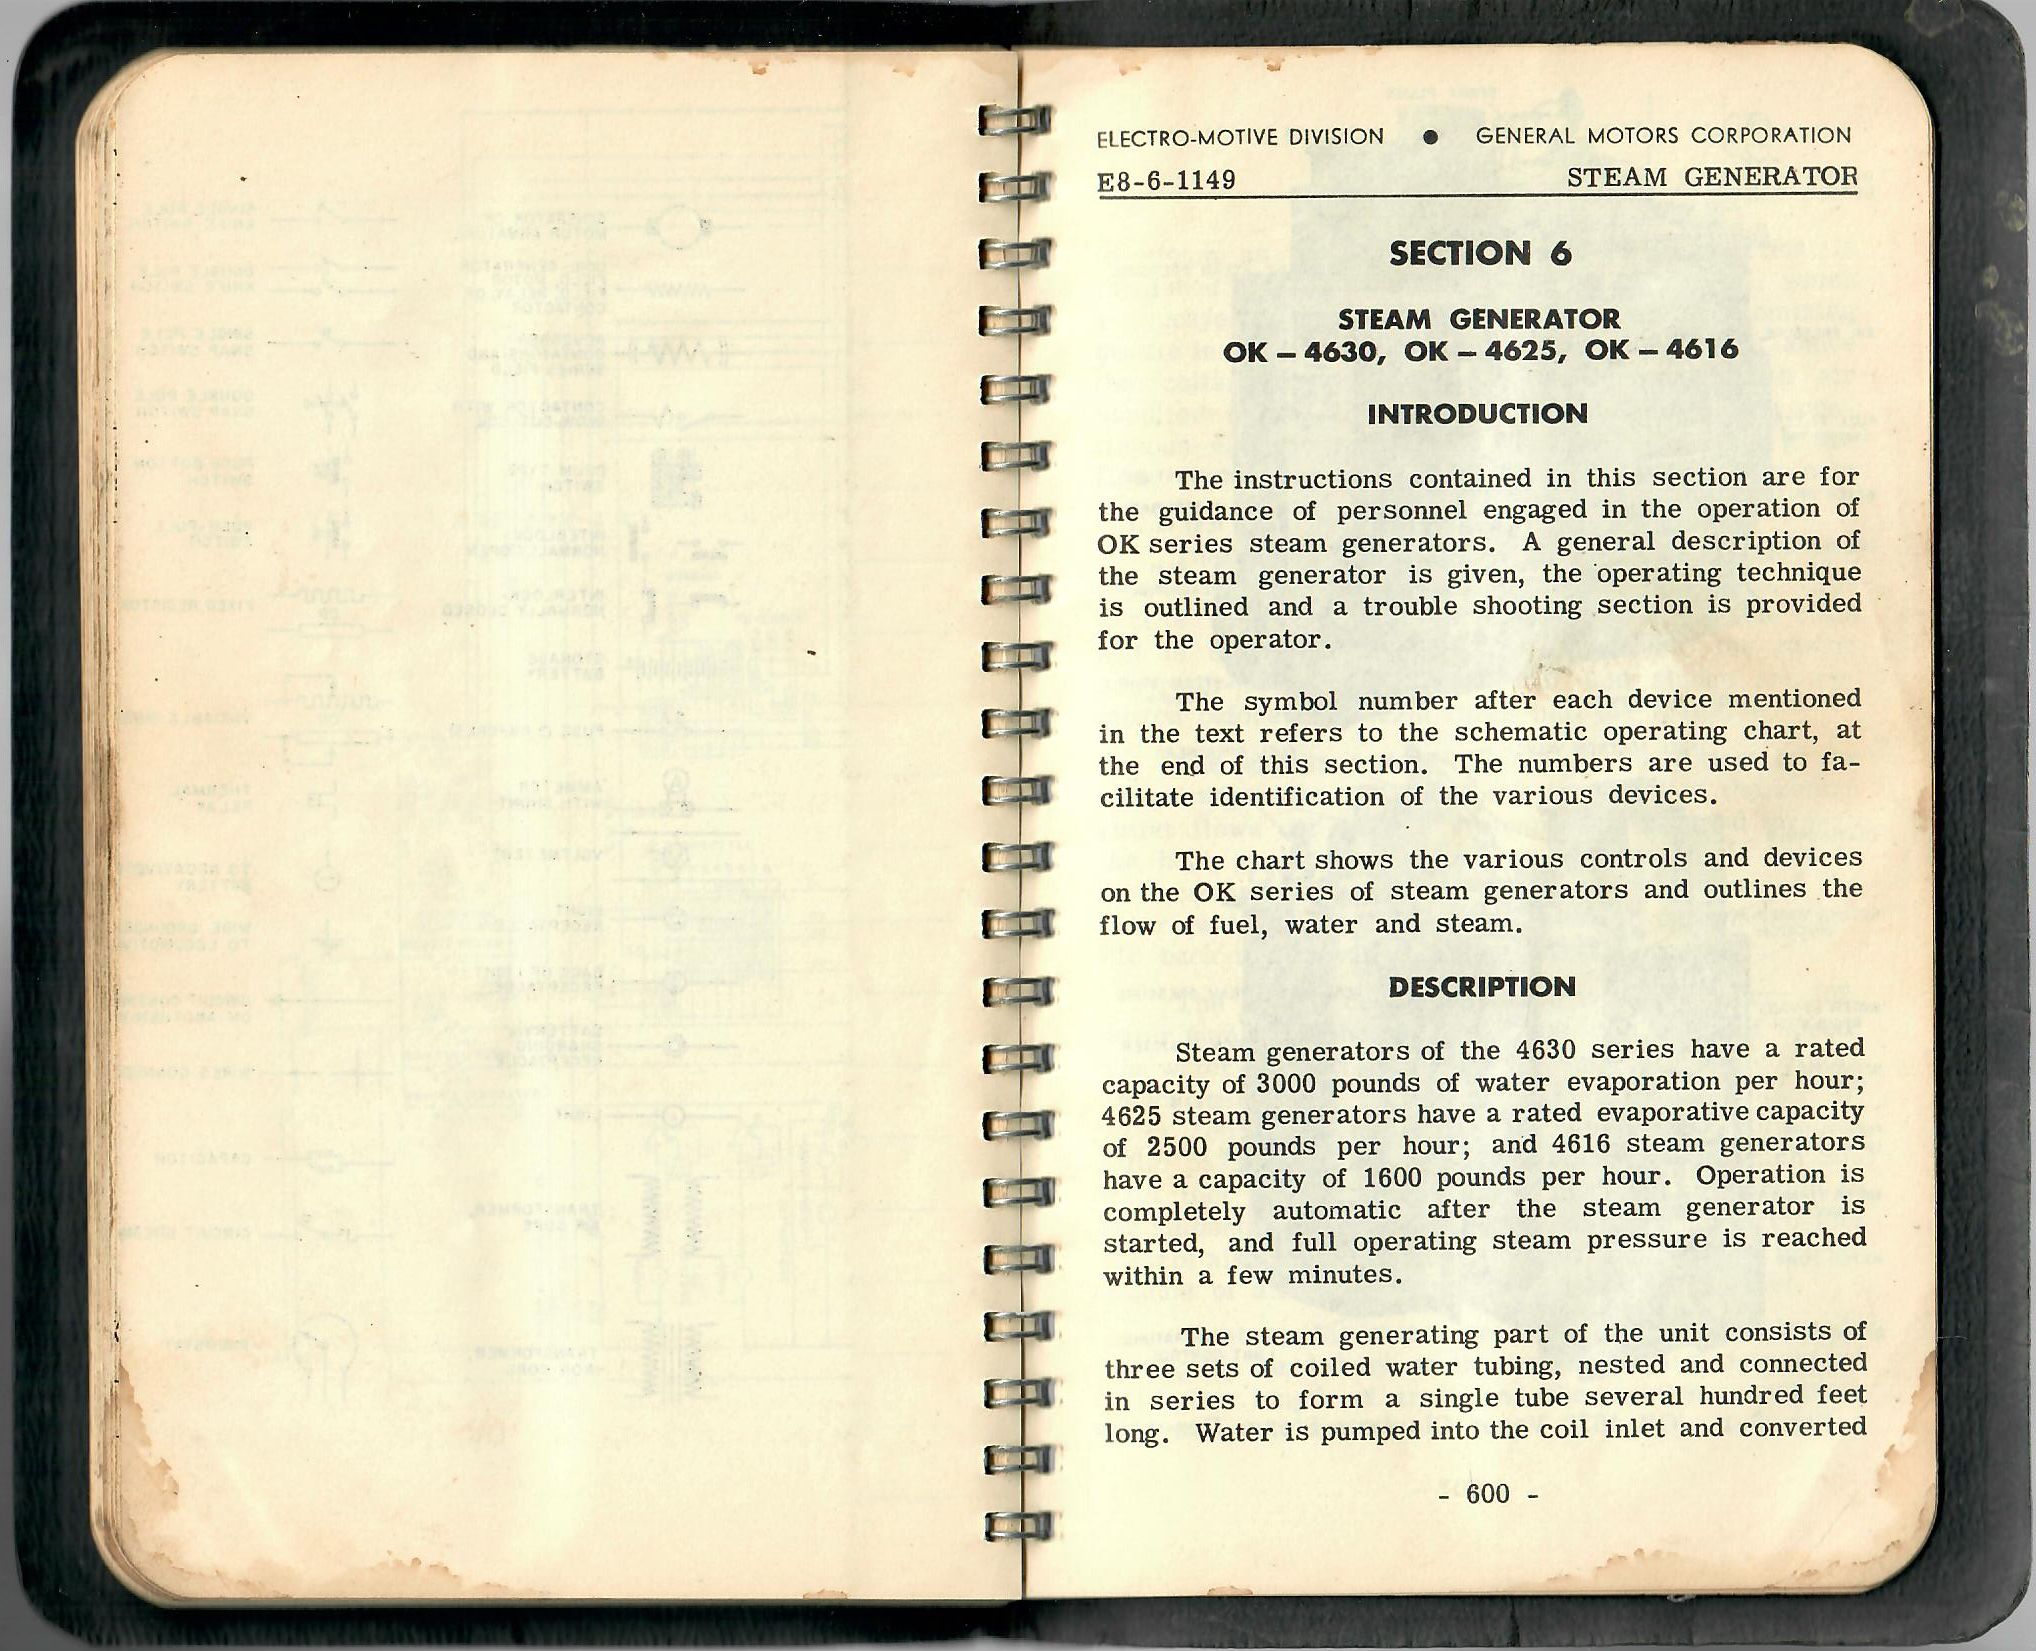 ELECTRO-MOTIVE DIVISION ● GENERAL MOTORS CORPORATION
E8-6-1149 STEAM GENERATOR
SECTION 6
STEAM GENERATOR
OK – 4630, OK – 4625, OK – 4616
INTRODUCTION
The instructions contained in this section are for
the guidance of personnel engaged in the operation of
OK series steam generators. A general description of
the steam generator is given, the operating technique
is outlined and a trouble shooting section is provided
for the operator.
The symbol number after each device mentioned
in the text refers to the schematic operating chart, at
the end of this section. The numbers are used to fa-
cilitate identification of the various devices.
The chart shows the various controls and devices
on the OK series of steam generators and outlines the
flow of fuel, water and steam.
DESCRIPTION
Steam generators of the 4630 series have a rated
capacity of 3000 pounds of water evaporation per hour;
4625 steam generators have a rated evaporative capacity
of 2500 pounds per hour; and 4616 steam generators
have a capacity of 1600 pounds per hour. Operation is
completely automatic after the steam generator is
started, and full operating steam pressure is reached
within a few minutes.
The steam generating part of the unit consists of
three sets of coiled water tubing, nested and connected
in series to form a single tube several hundred feet
long. Water is pumped into the coil inlet and converted
- 600 -